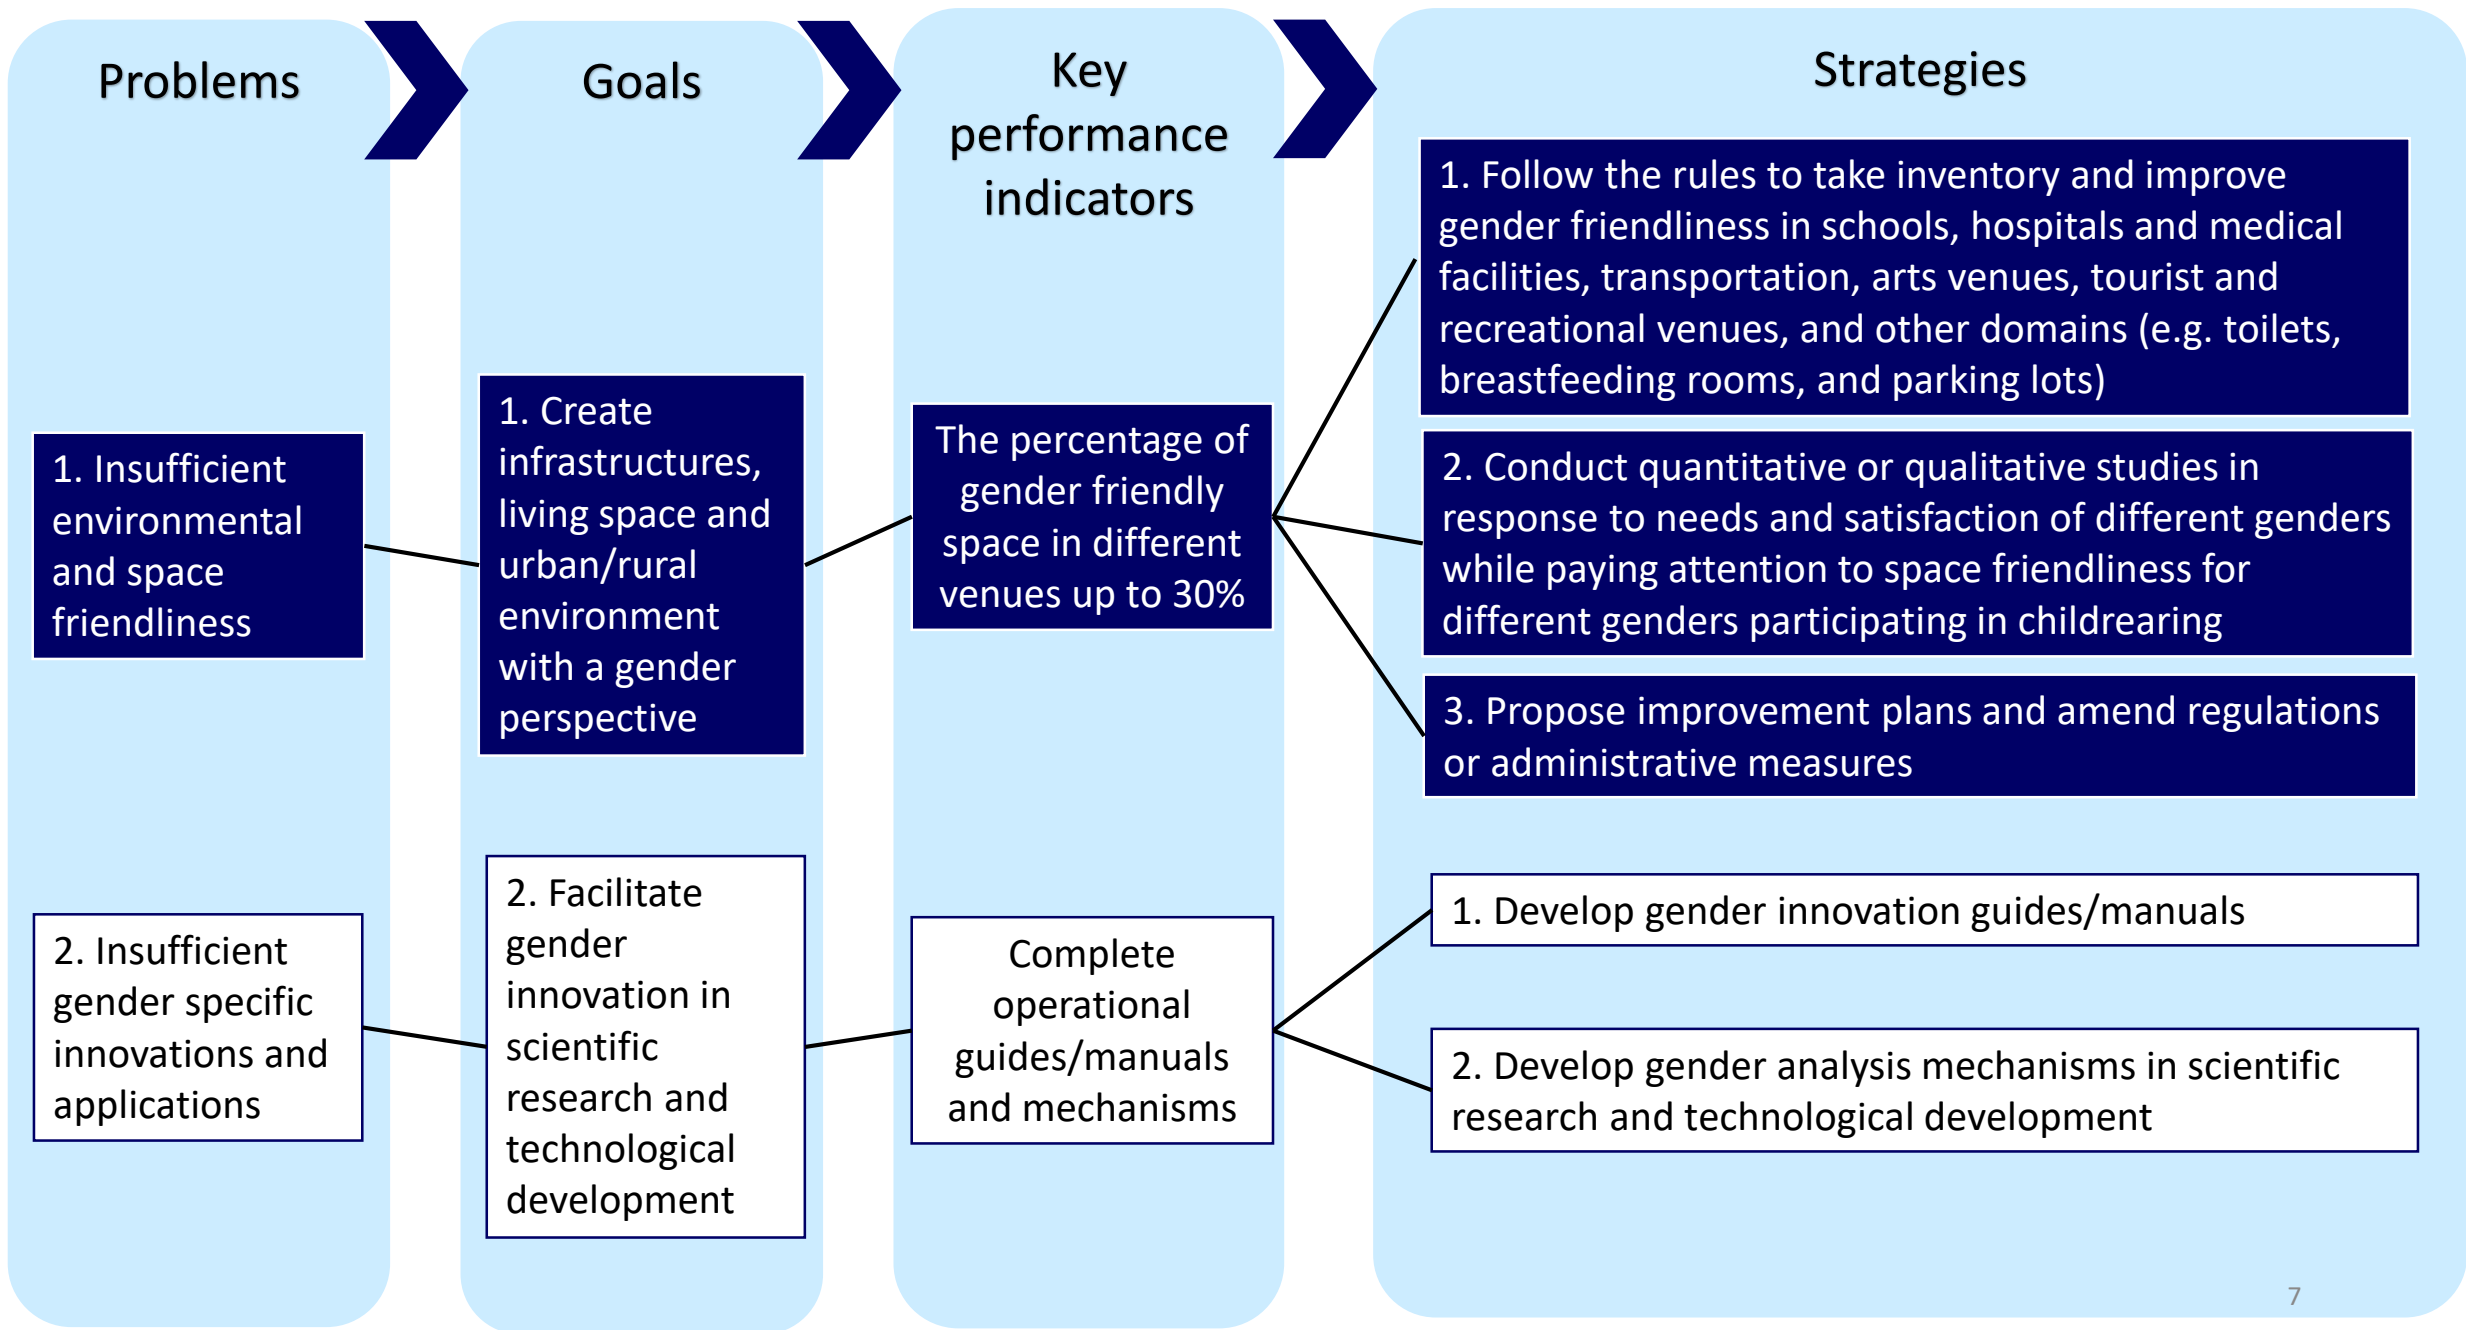 Problems
Goals
Key
performance
indicators
Strategies
1. Insufficient
environmental
and space
friendliness
1. Create
infrastructures,
living space and
urban/rural
environment
with a gender
perspective
The percentage of
gender friendly
space in different
venues up to 30%
1. Follow the rules to take inventory and improve
gender friendliness in schools, hospitals and medical
facilities, transportation, arts venues, tourist and
recreational venues, and other domains (e.g. toilets,
breastfeeding rooms, and parking lots)
2. Conduct quantitative or qualitative studies in
response to needs and satisfaction of different genders
while paying attention to space friendliness for
different genders participating in childrearing
3. Propose improvement plans and amend regulations
or administrative measures
2. Insufficient
gender specific
innovations and
applications
2. Facilitate
gender
innovation in
scientific
research and
technological
development
Complete
operational
guides/manuals
and mechanisms
1. Develop gender innovation guides/manuals
2. Develop gender analysis mechanisms in scientific
research and technological development
7